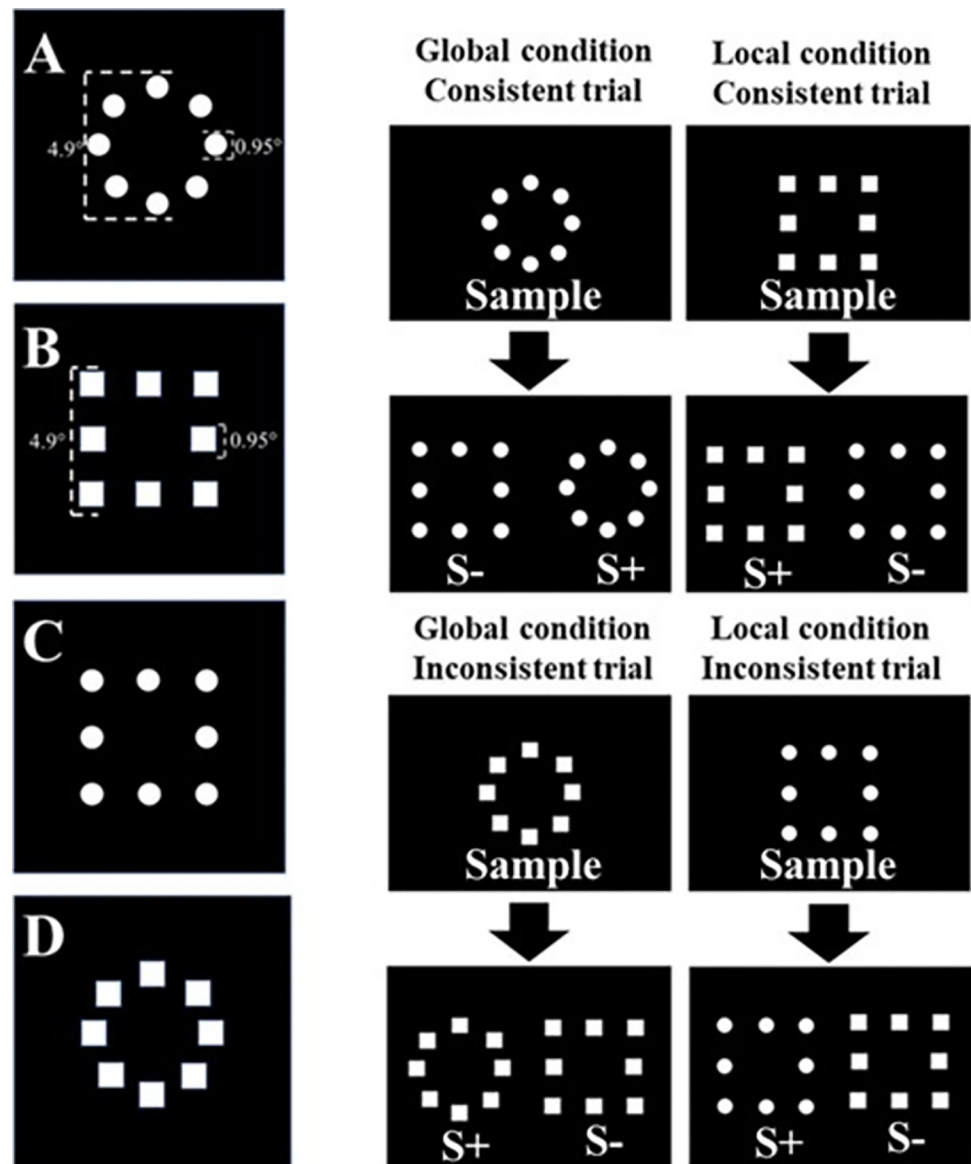 A
4.9°
0.95°
B
4.9°
0.95°
C
D
Global condition
Consistent trial
Sample
S- S+
Local condition
Consistent trial
Sample
S+ S-
Global condition
Inconsistent trial
Sample
S+ S-
Local condition
Inconsistent trial
Sample
S+ S-